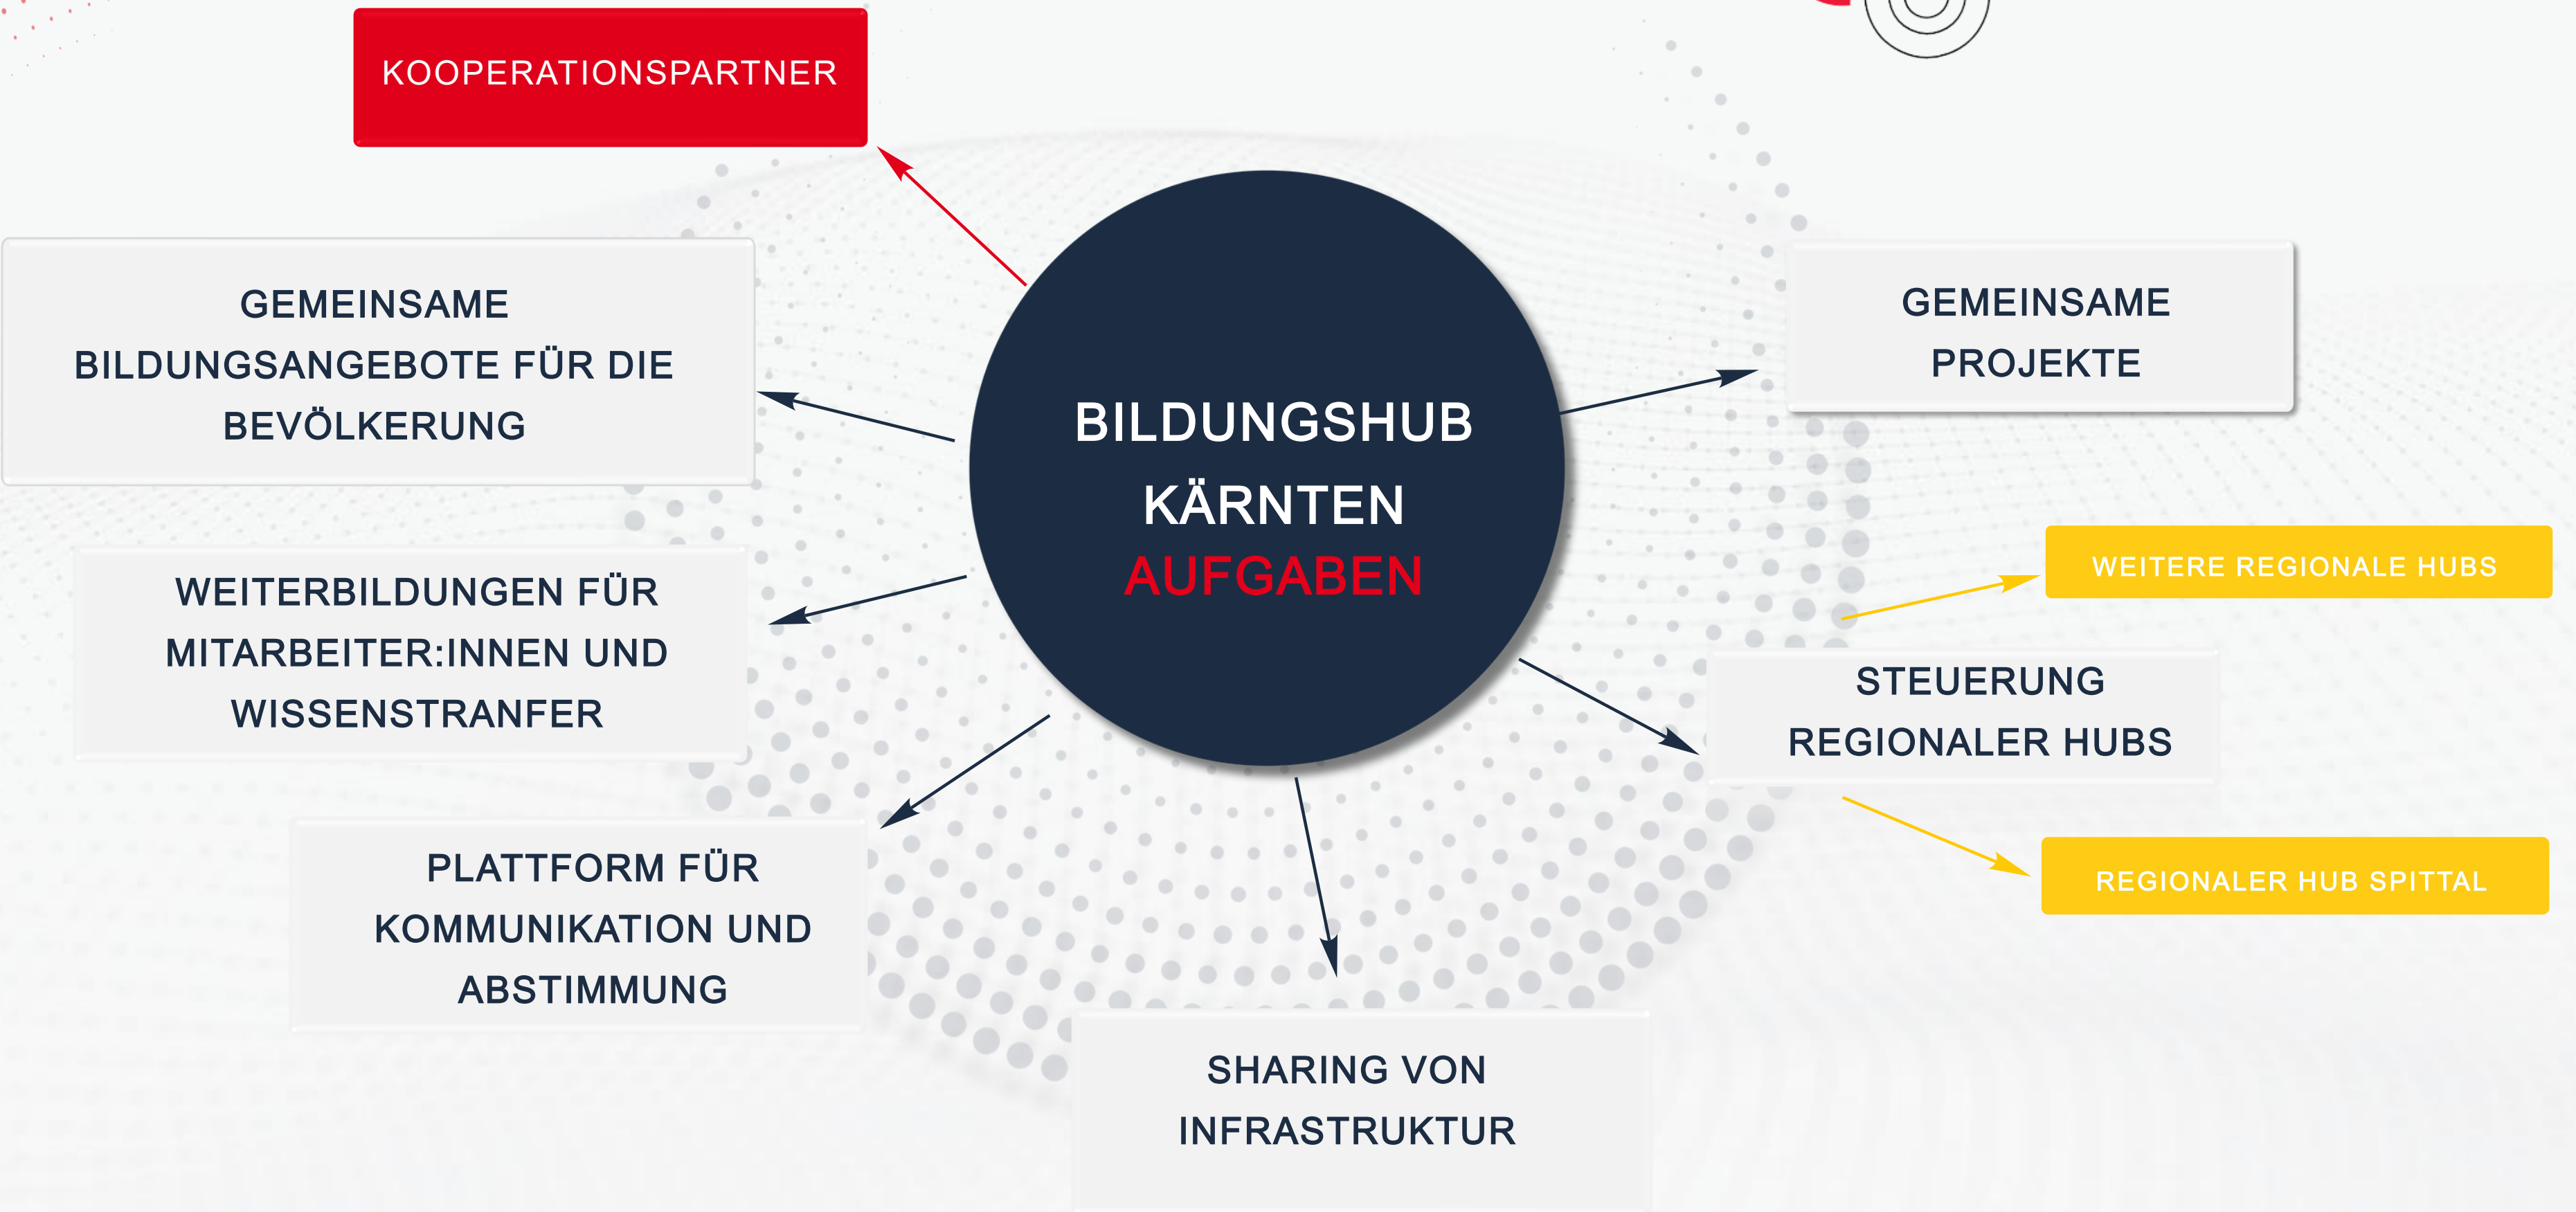 KOOPERATIONSPARTNER
GEMEINSAME
BILDUNGSANGEBOTE FÜR DIE
BEVÖLKERUNG
WEITERBILDUNGEN FÜR
MITARBEITER:INNEN UND
WISSENSTRANFER
PLATTFORM FÜR
KOMMUNIKATION UND
ABSTIMMUNG
BILDUNGSHUB
KÄRNTEN
AUFGABEN
SHARING VON
INFRASTRUKTUR
GEMEINSAME
PROJEKTE
WEITERE REGIONALE HUBS
STEUERUNG
REGIONALER HUBS
REGIONALER HUB SPITTAL